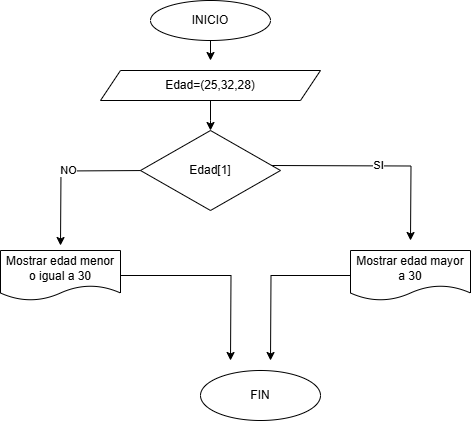 INICIO
Edad=(25,32,28)
Edad[1]
NO
SI
Mostrar edad menor
o igual a 30
Mostrar edad mayor
a 30
FIN